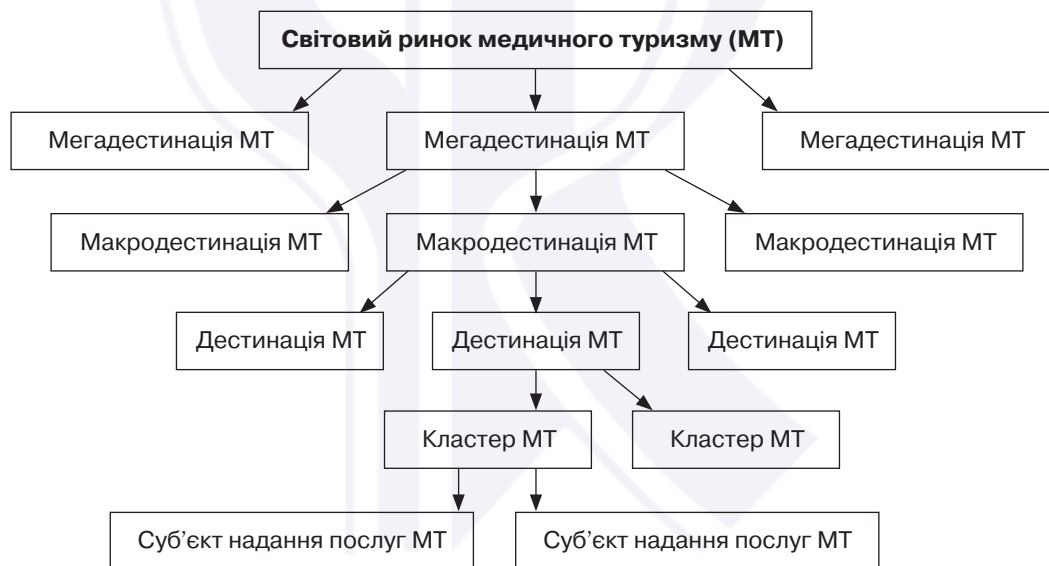 Світовий ринок медичного туризму (МТ)
Мегадестинація МТ
Мегадестинація МТ
Мегадестинація МТ
Макродестинація МТ
Макродестинація МТ
Макродестинація МТ
Дестинація МТ
Дестинація МТ
Дестинація МТ
Кластер МТ
Кластер МТ
Суб’єкт надання послуг МТ
Суб’єкт надання послуг МТ